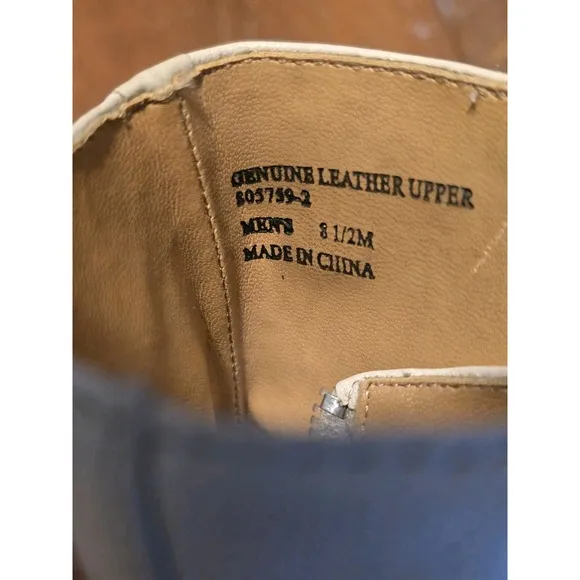 GENUINE LEATHER UPPER
805759-2
MEN'S 8 1/2M
MADE IN CHINA